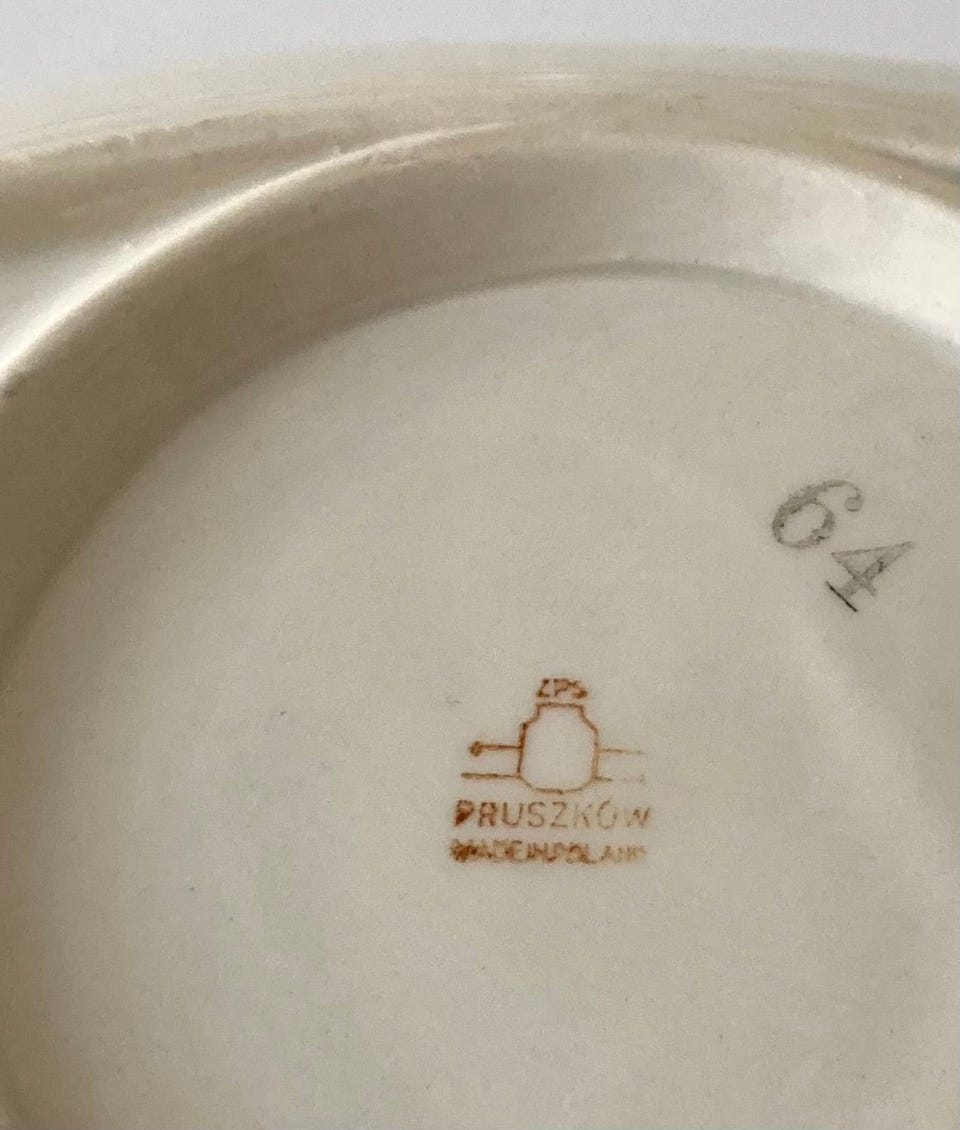 64
ZPS
PRUSZKÓW
MADE IN POLAND